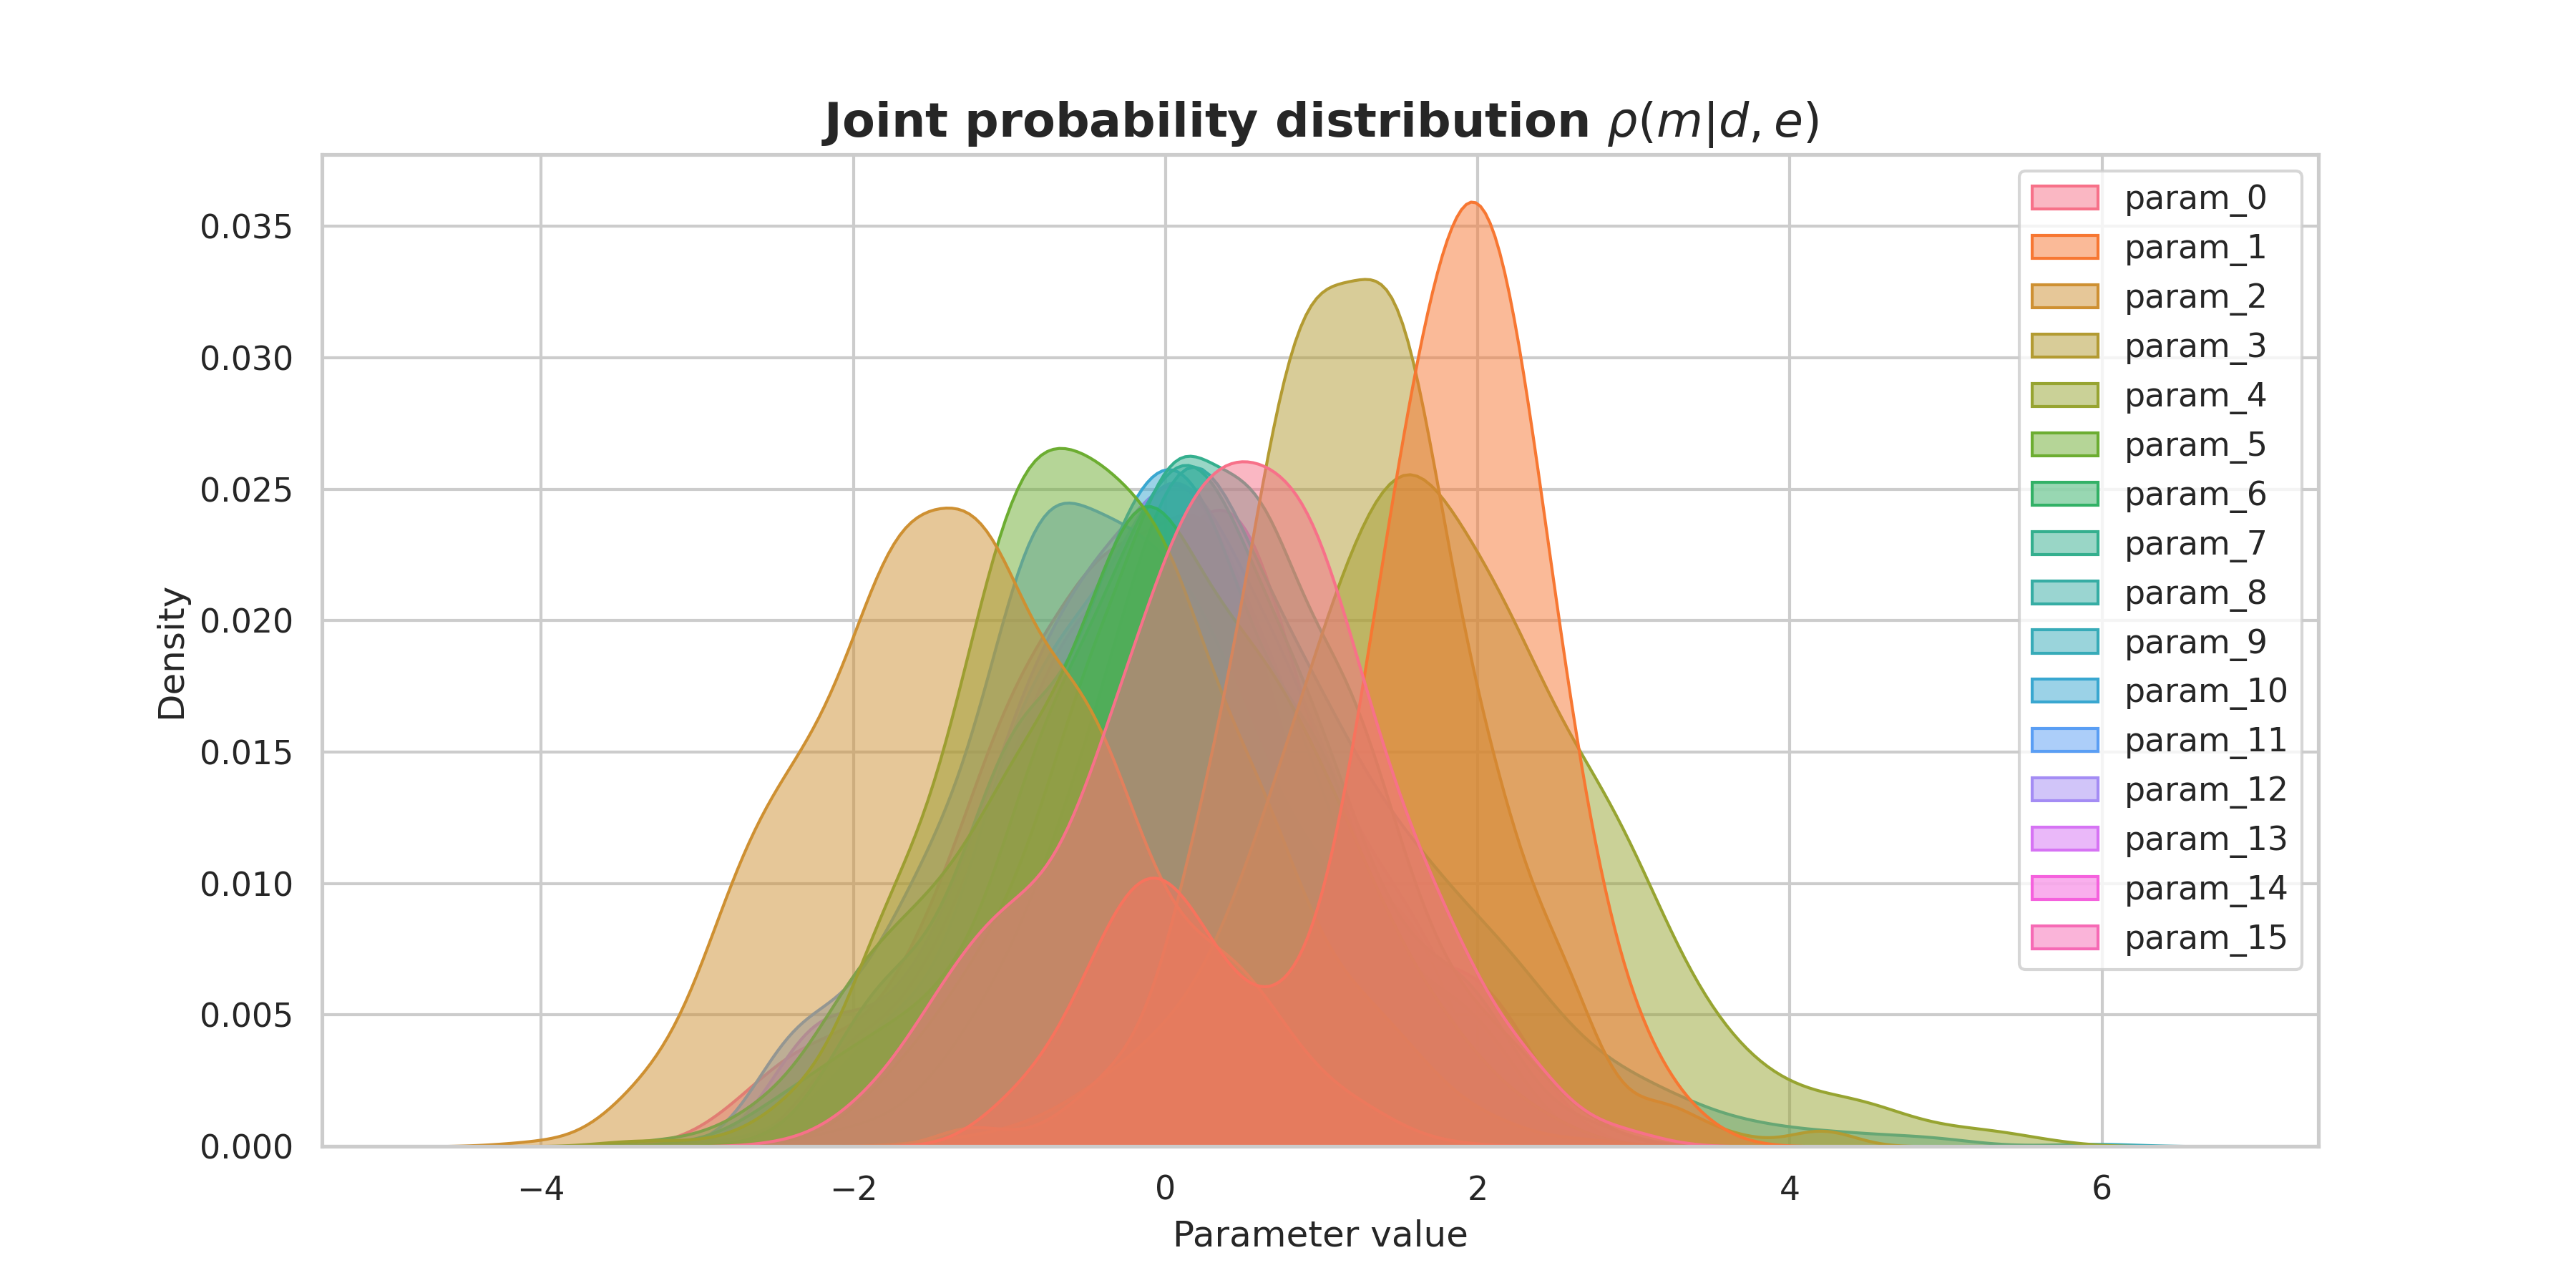 Joint probability distribution ρ(m|d, e)
0.035
0.030
0.025
0.020
0.015
0.010
0.005
0.000
Density
−4
−2
0
2
4
6
Parameter value
param_0
param_1
param_2
param_3
param_4
param_5
param_6
param_7
param_8
param_9
param_10
param_11
param_12
param_13
param_14
param_15